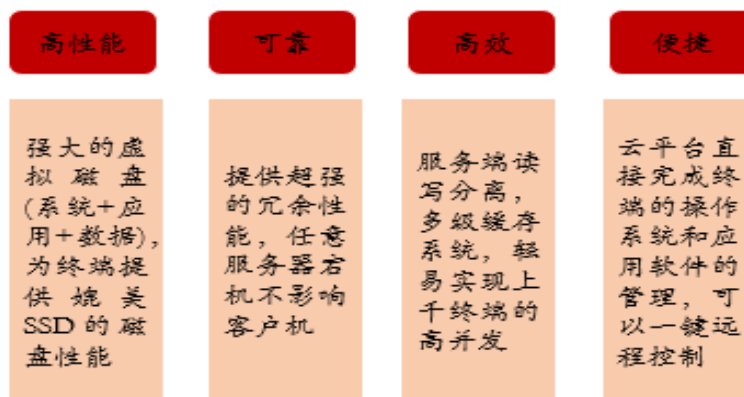 高性能
可靠
高效
便捷
强大的虚
拟磁盘
(系统+应
用+数据),
为终端提
供媲美
SSD的磁
盘性能
提供超强
的冗余性
能，任意
服务器宕
机不影响
客户机
服务端读
写分离，
多级缓存
系统，轻
易实现上
千终端的
高并发
云平台直
接完成终
端的操作
系统和应
用软件的
管理，可
以一键远
程控制